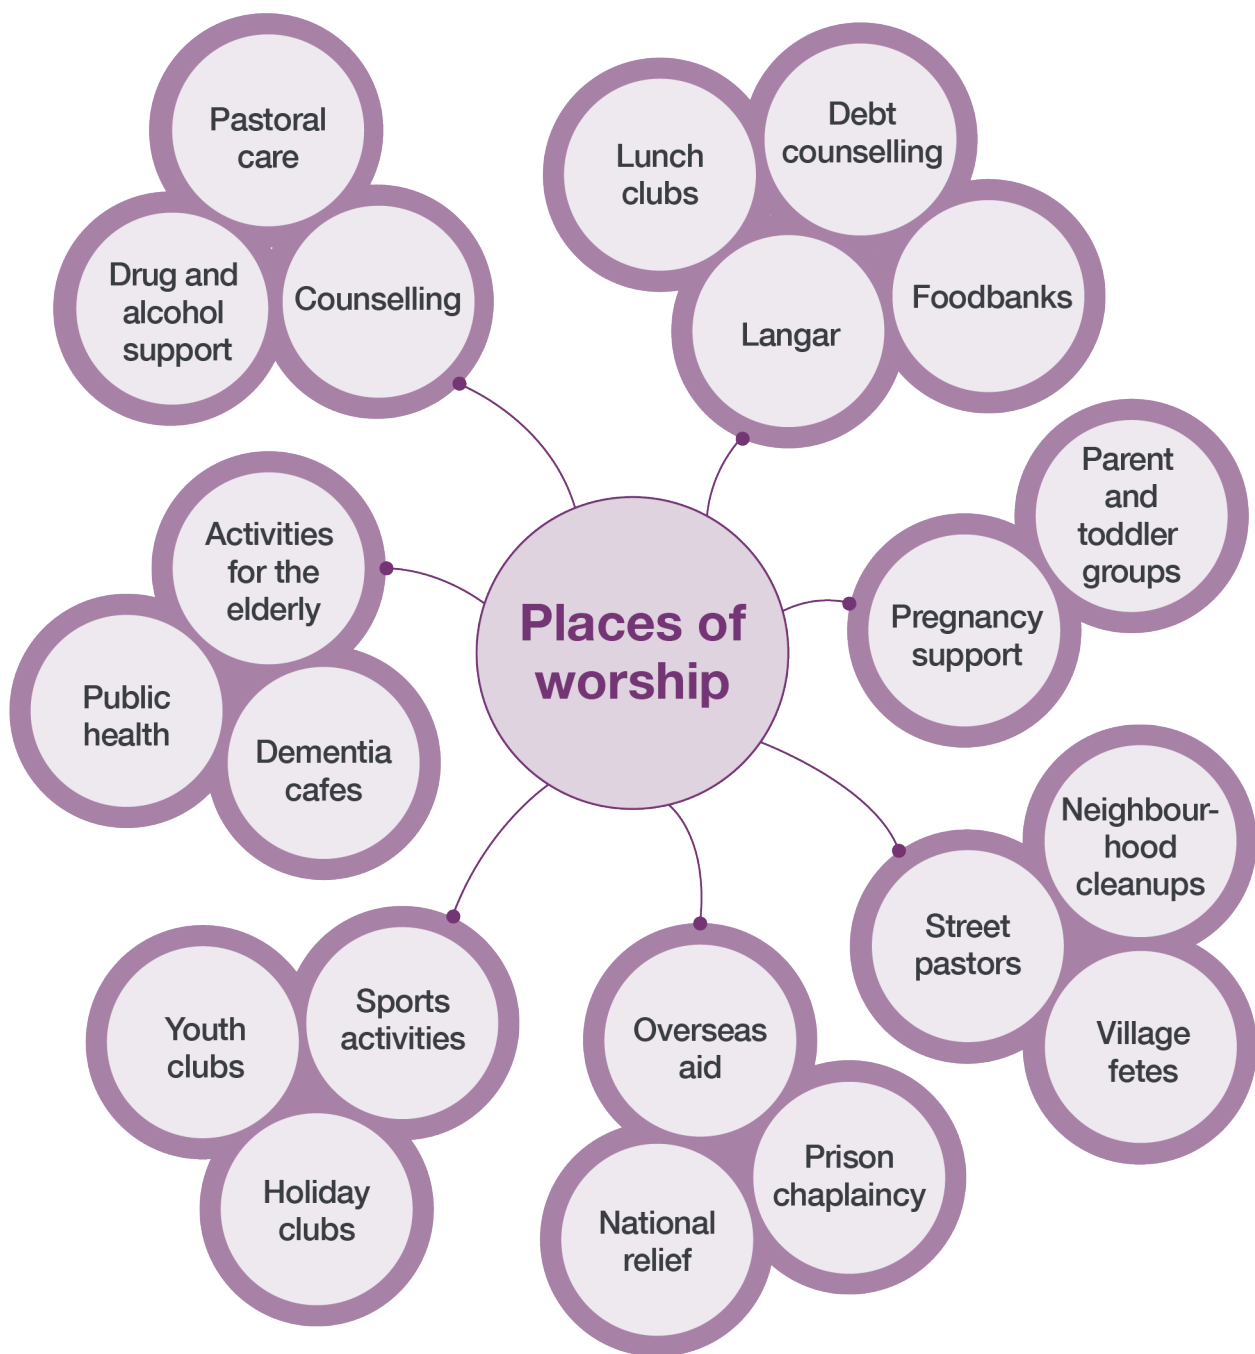 Pastoral
care
Drug and
alcohol
support
Counselling
Lunch
clubs
Debt
counselling
Langar
Foodbanks
Parent
and
toddler
groups
Pregnancy
support
Activities
for the
elderly
Public
health
Dementia
cafes
Places of
worship
Neighbour-
hood
cleanups
Street
pastors
Village
fetes
Youth
clubs
Sports
activities
Holiday
clubs
Overseas
aid
Prison
chaplaincy
National
relief